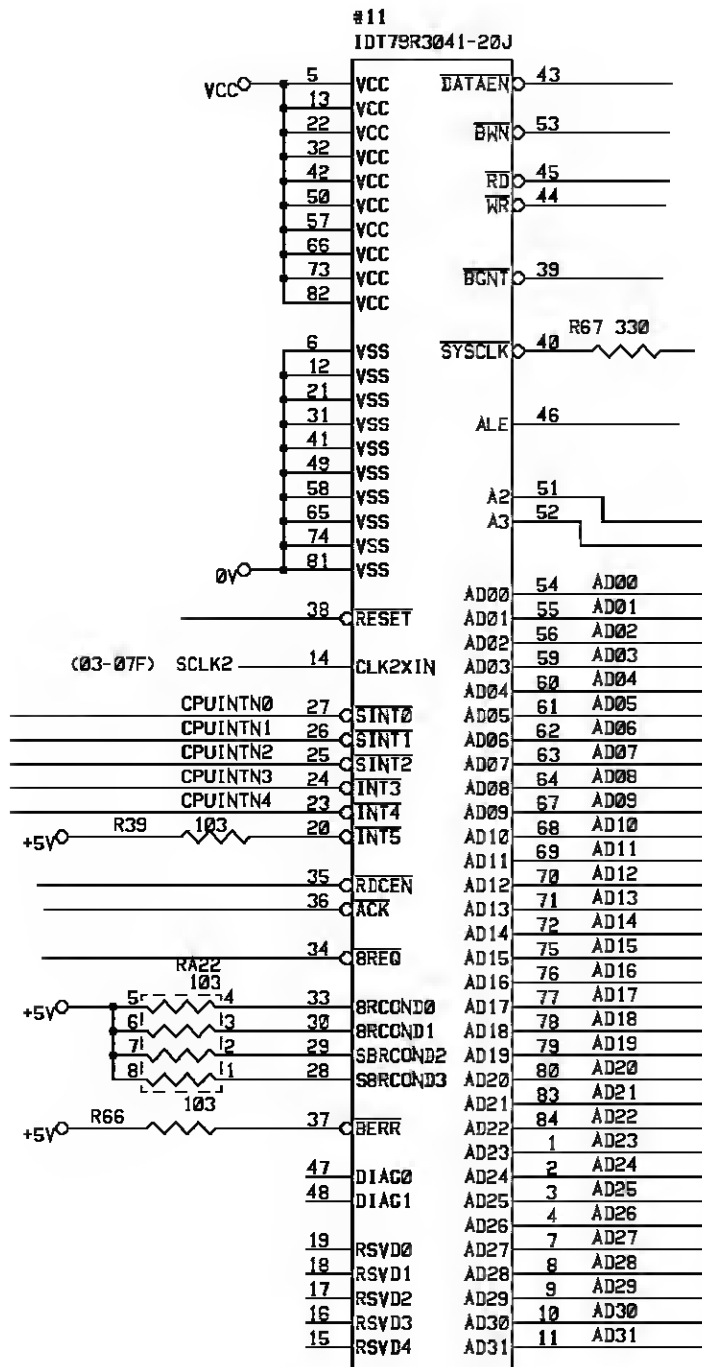 #11
IDT79R3041-20J
VCC 5 VCC DATAEN 43
13 VCC
22 VCC BWN 53
32 VCC
42 VCC RD 45
50 VCC WR 44
57 VCC
66 VCC
73 VCC BGNT 39
82 VCC
R67 330
6 VSS SYSCLK 40
12 VSS
21 VSS
31 VSS ALE 46
41 VSS
49 VSS
58 VSS A2 51
65 VSS A3 52
74 VSS
0V 81 VSS
AD00 54 AD00
38 RESET AD01 55 AD01
AD02 56 AD02
(03-07F) SCLK2 14 CLK2XIN AD03 59 AD03
AD04 60 AD04
CPUINTN0 27 SINT0 AD05 61 AD05
CPUINTN1 26 SINT1 AD06 62 AD06
CPUINTN2 25 SINT2 AD07 63 AD07
CPUINTN3 24 INT3 AD08 64 AD08
CPUINTN4 23 INT4 AD09 67 AD09
+5V R39 103 20 INT5 AD10 68 AD10
AD11 69 AD11
35 RDCEN AD12 70 AD12
36 ACK AD13 71 AD13
AD14 72 AD14
34 BREQ AD15 75 AD15
RA22
103 AD16 76 AD16
+5V 5 4 33 BRCOND0 AD17 77 AD17
6 3 30 BRCOND1 AD18 78 AD18
7 2 29 SBRCOND2 AD19 79 AD19
8 1 28 SBRCOND3 AD20 80 AD20
AD21 83 AD21
+5V R66 103 37 BERR AD22 84 AD22
AD23 1 AD23
47 DIAG0 AD24 2 AD24
48 DIAG1 AD25 3 AD25
AD26 4 AD26
19 RSVD0 AD27 7 AD27
18 RSVD1 AD28 8 AD28
17 RSVD2 AD29 9 AD29
16 RSVD3 AD30 10 AD30
15 RSVD4 AD31 11 AD31